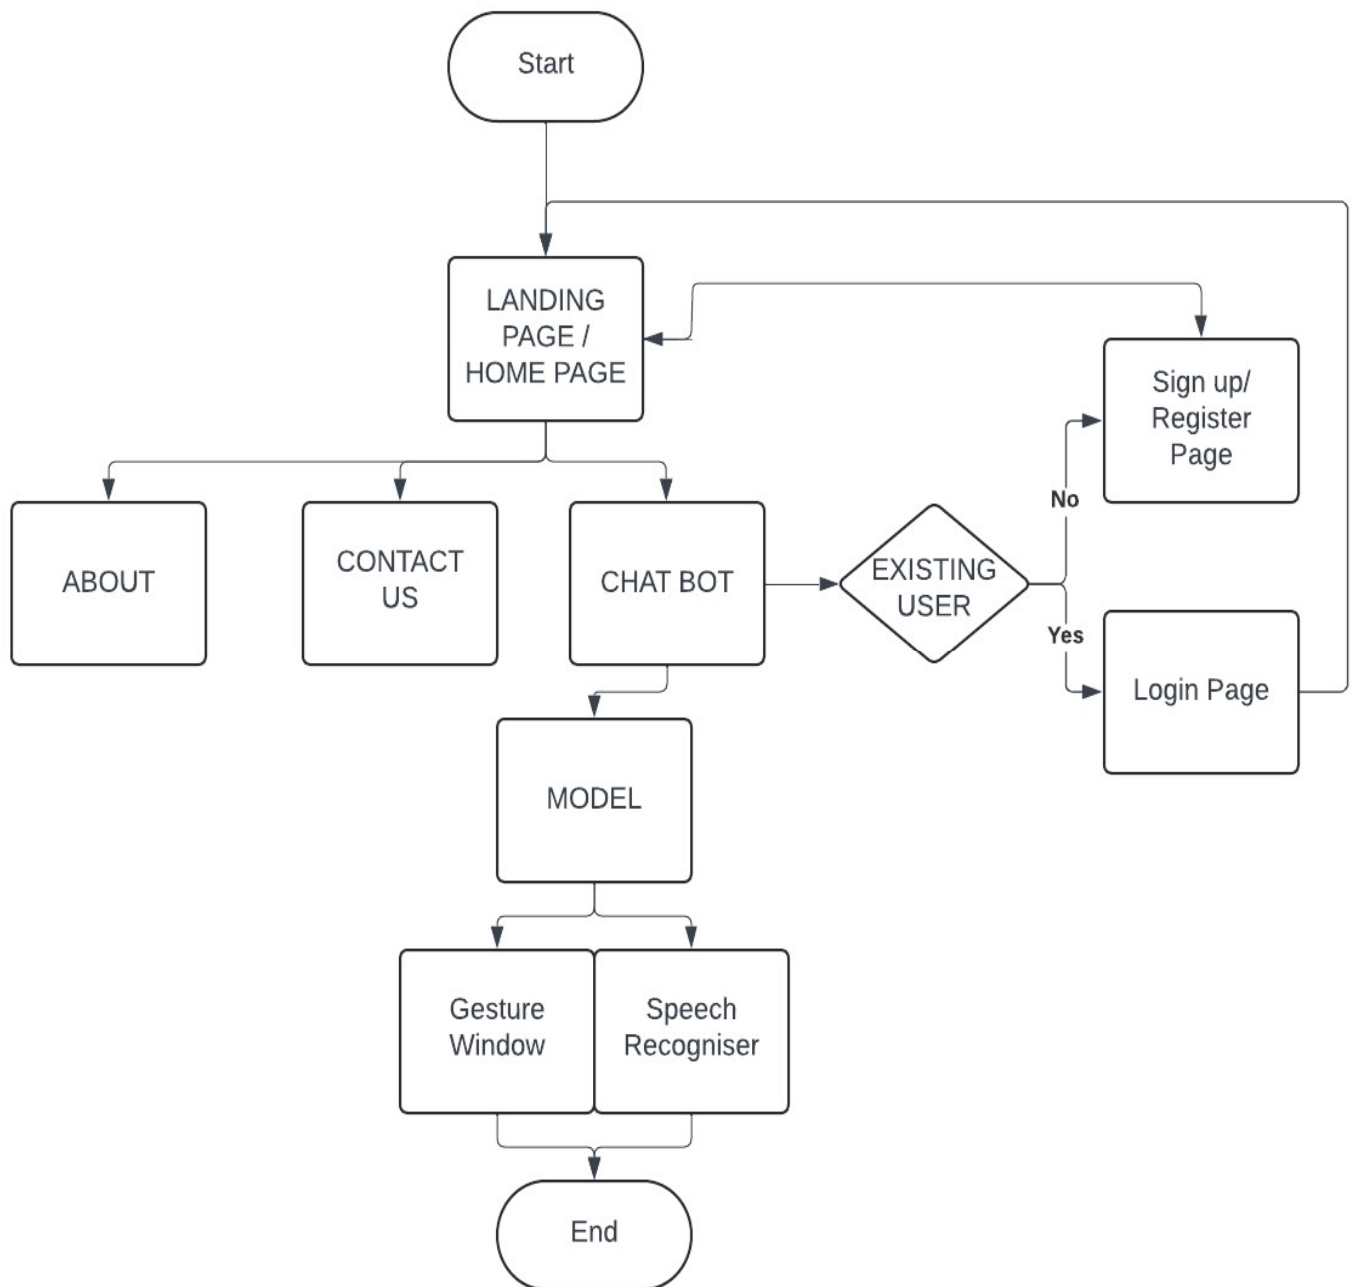 Start
LANDING
PAGE /
HOME PAGE
Sign up/
Register
Page
No
ABOUT
CONTACT
US
CHAT BOT
EXISTING
USER
Yes
Login Page
MODEL
Gesture
Window
Speech
Recogniser
End